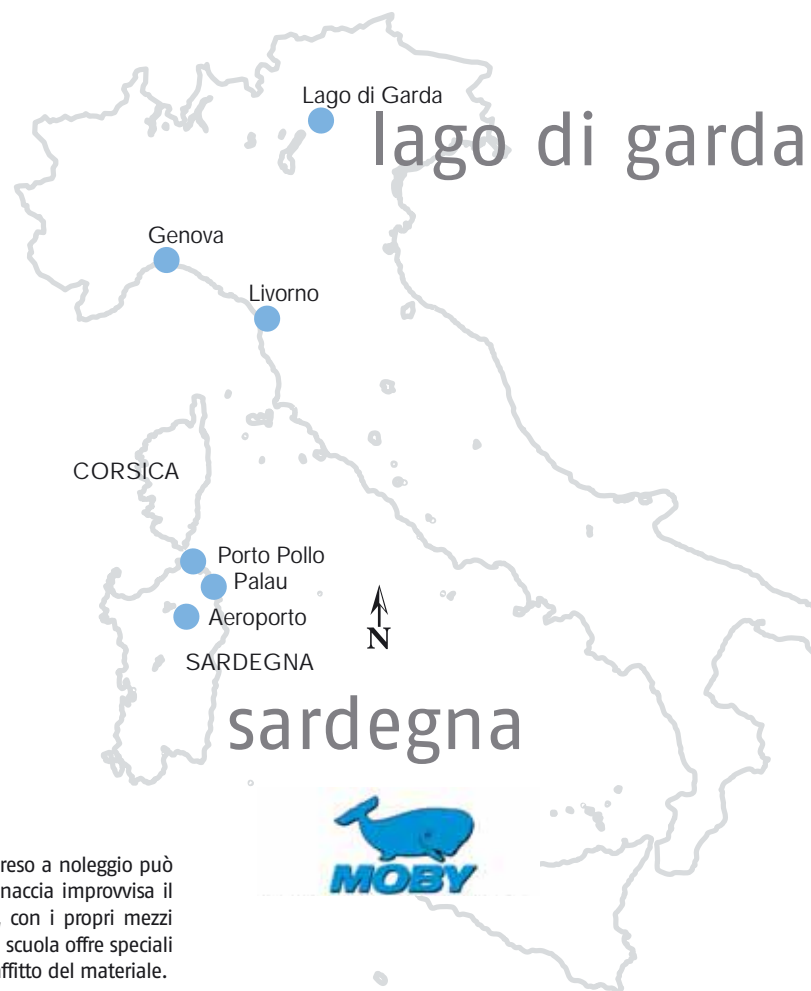 Lago di Garda
lago di garda
Genova
Livorno
CORSICA
Porto Pollo
Palau
Aeroporto
N
SARDEGNA
sardegna
MOBY
reso a noleggio può
naccia improvvisa il
, con i propri mezzi
scuola offre speciali
ffitto del materiale.